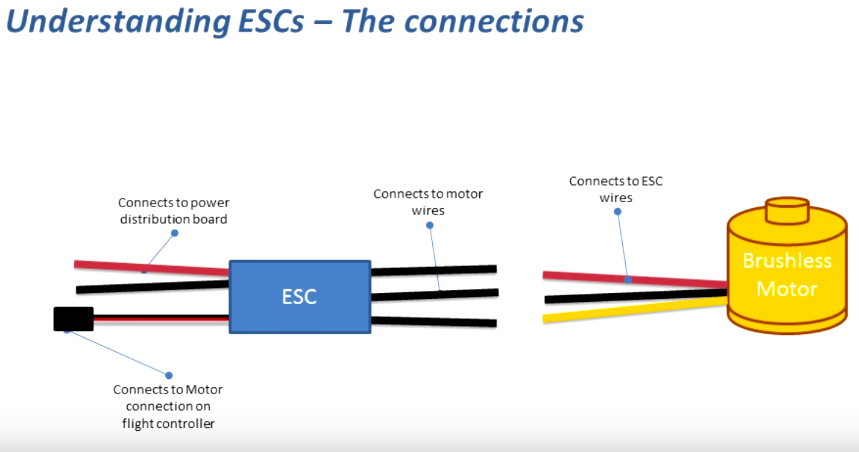 Understanding ESCs – The connections
Connects to power
distribution board
Connects to motor
wires
Connects to ESC
wires
ESC
Brushless
Motor
Connects to Motor
connection on
flight controller